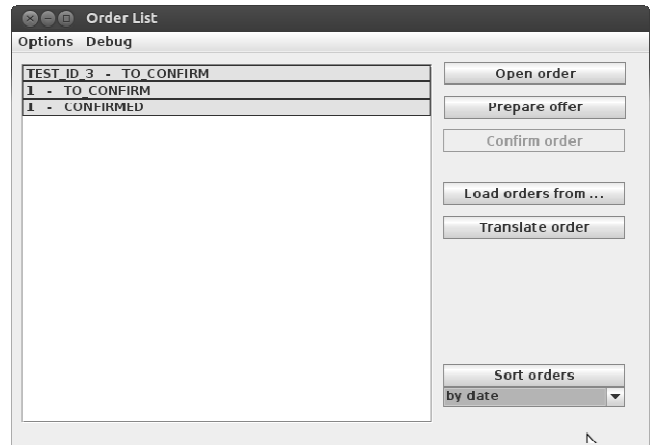 Order List
Options Debug
TEST_ID_3 - TO_CONFIRM
1 - TO_CONFIRM
1 - CONFIRMED
Open order
Prepare offer
Confirm order
Load orders from ...
Translate order
Sort orders
by date